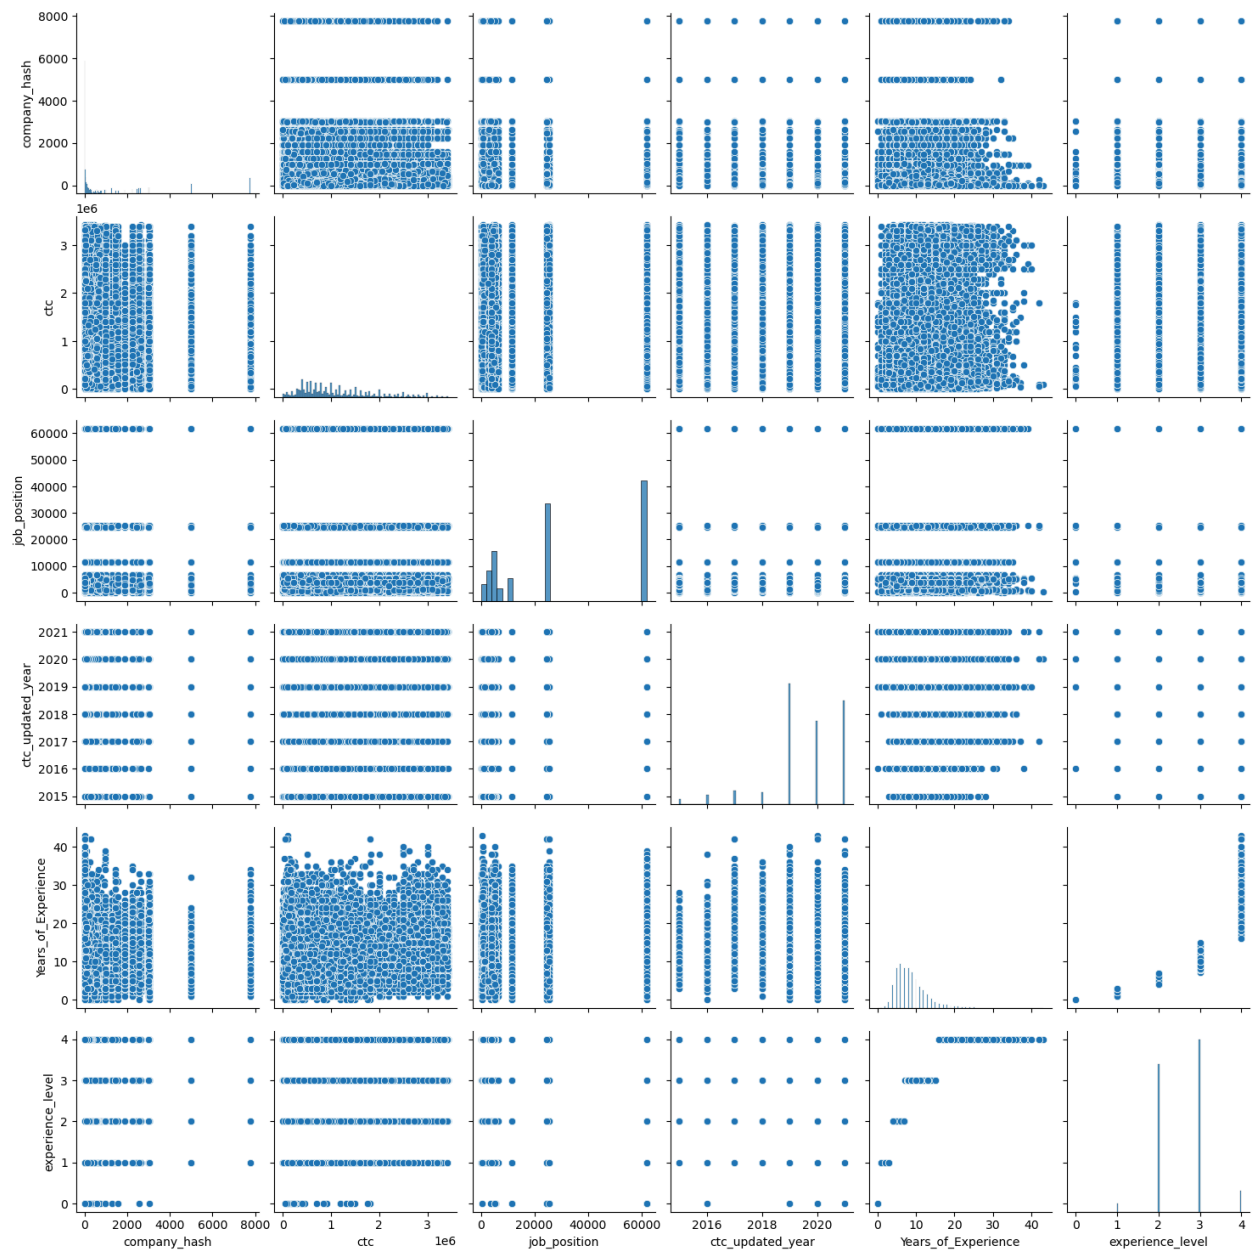 8000
6000
4000
2000
0
company_hash
1e6
3
2
1
0
ctc
60000
50000
40000
30000
20000
10000
0
job_position
2021
2020
2019
2018
2017
2016
2015
ctc_updated_year
40
30
20
10
0
Years_of_Experience
4
3
2
1
0
experience_level
0 2000 4000 6000 8000
company_hash
0 1 2 3
ctc 1e6
0 20000 40000 60000
job_position
2016 2018 2020
ctc_updated_year
0 20 40
Years_of_Experience
0 1 2 3 4
experience_level